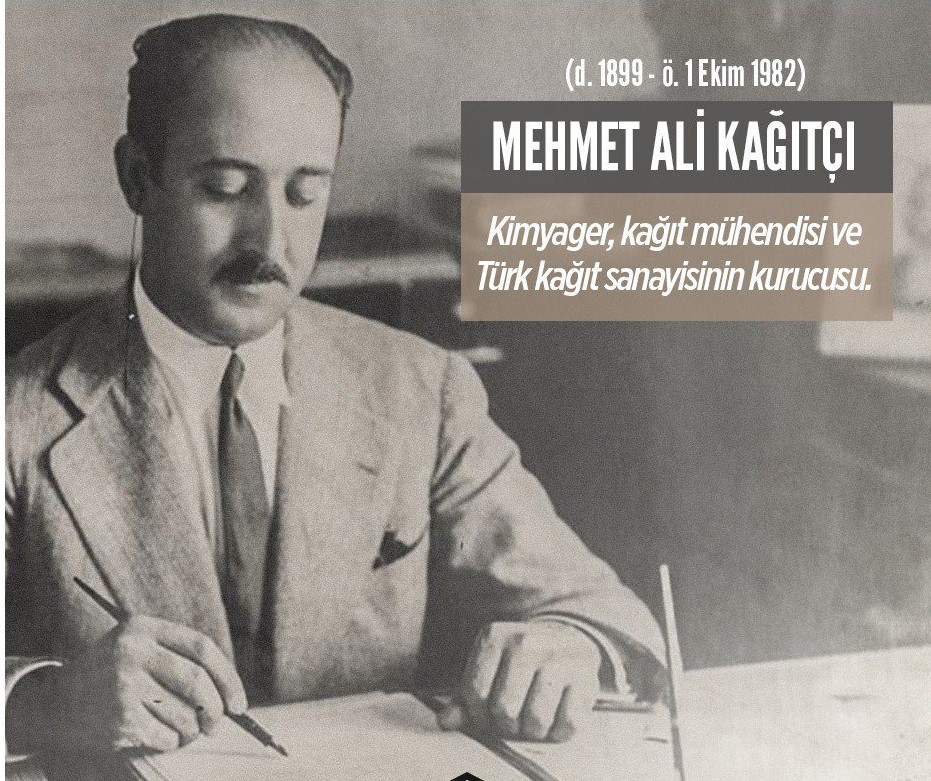 (d. 1899 - ö. 1 Ekim 1982)
MEHMET ALİ KAĞITÇI
Kimyager, kağıt mühendisi ve
Türk kağıt sanayisinin kurucusu.